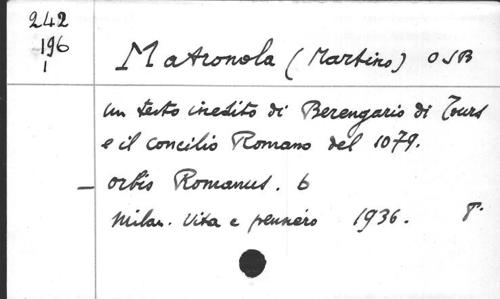 242
196
1
Matronola (Martino) OSB
un testo inedito di Berengario di Tours
e il concilio Romano del 1079.
— orbis Romanus. 6
Milan. Vita e pensiero 1936. 8°